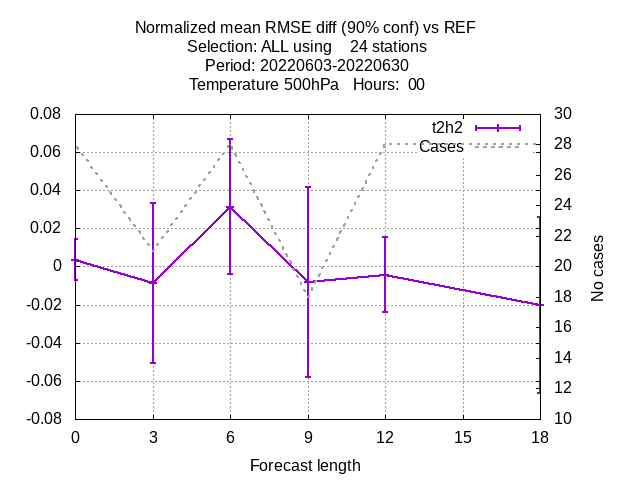 Normalized mean RMSE diff (90% conf) vs REF
Selection: ALL using    24 stations
Period: 20220603-20220630
Temperature 500hPa   Hours:  00
0.08
0.06
0.04
0.02
0
-0.02
-0.04
-0.06
-0.08
t2h2
Cases
30
28
26
24
22
20
18
16
14
12
10
No cases
0 3 6 9 12 15 18
Forecast length